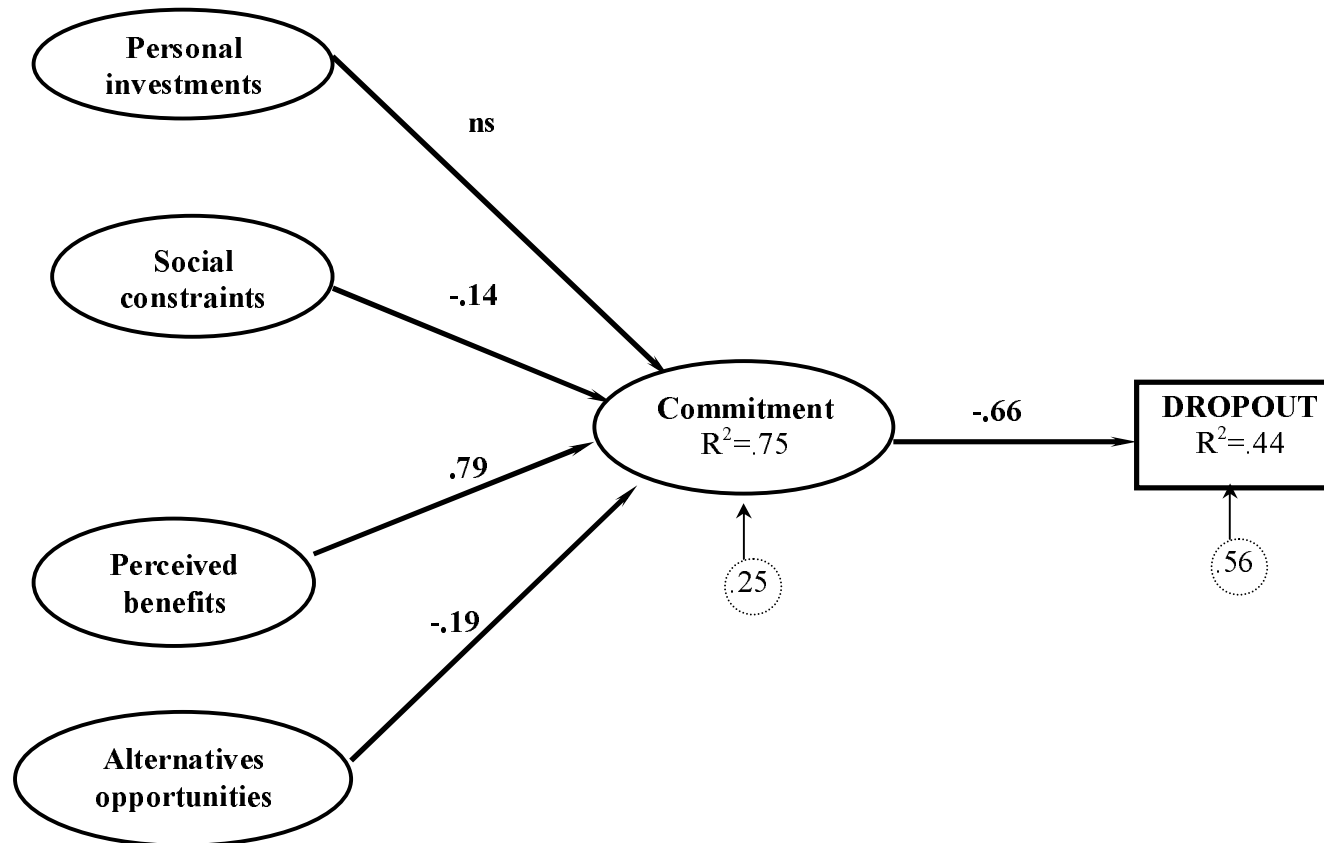 Personal
investments
ns
Social
constraints
-.14
Commitment
R²=.75
-.66
DROPOUT
R²=.44
.79
Perceived
benefits
.25
.56
-.19
Alternatives
opportunities